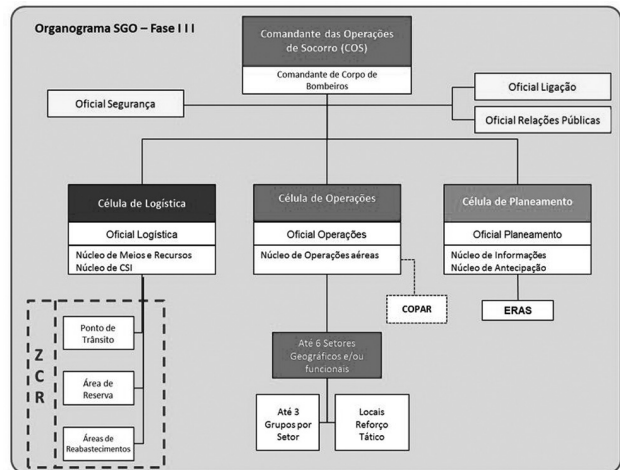 Organograma SGO – Fase I I I
Comandante das Operações
de Socorro (COS)
Comandante de Corpo de
Bombeiros
Oficial Segurança
Oficial Ligação
Oficial Relações Públicas
Célula de Logística
Oficial Logística
Núcleo de Meios e Recursos
Núcleo de CSI
Célula de Operações
Oficial Operações
Núcleo de Operações aéreas
Célula de Planeamento
Oficial Planeamento
Núcleo de Informações
Núcleo de Antecipação
COPAR
ERAS
Z
C
R
Ponto de
Trânsito
Área de
Reserva
Áreas de
Reabastecimentos
Até 6 Setores
Geográficos e/ou
funcionais
Até 3
Grupos por
Setor
Locais
Reforço
Tático